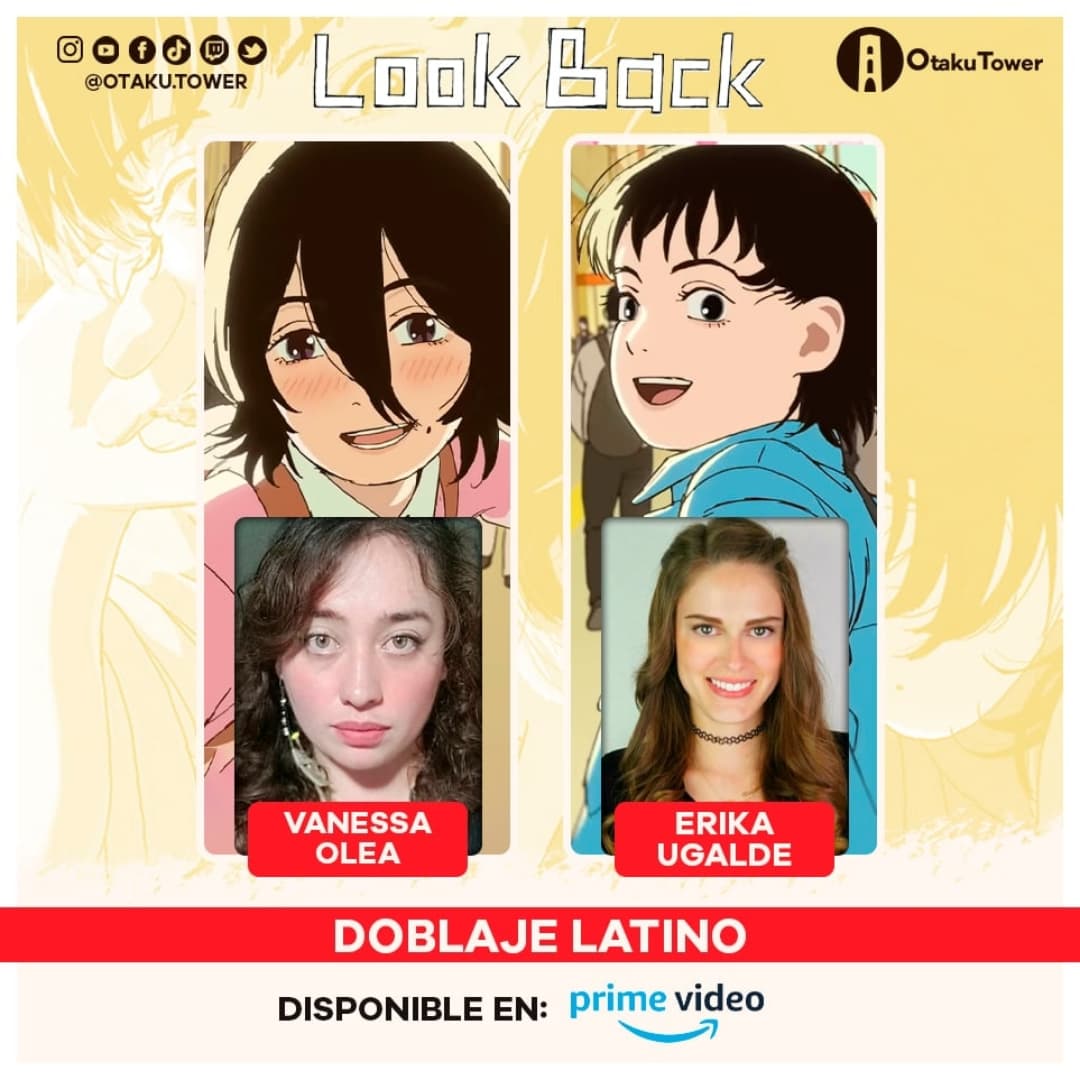 @OTAKU.TOWER
Look Back
OtakuTower
VANESSA
OLEA
ERIKA
UGALDE
DOBLAJE LATINO
DISPONIBLE EN: prime video